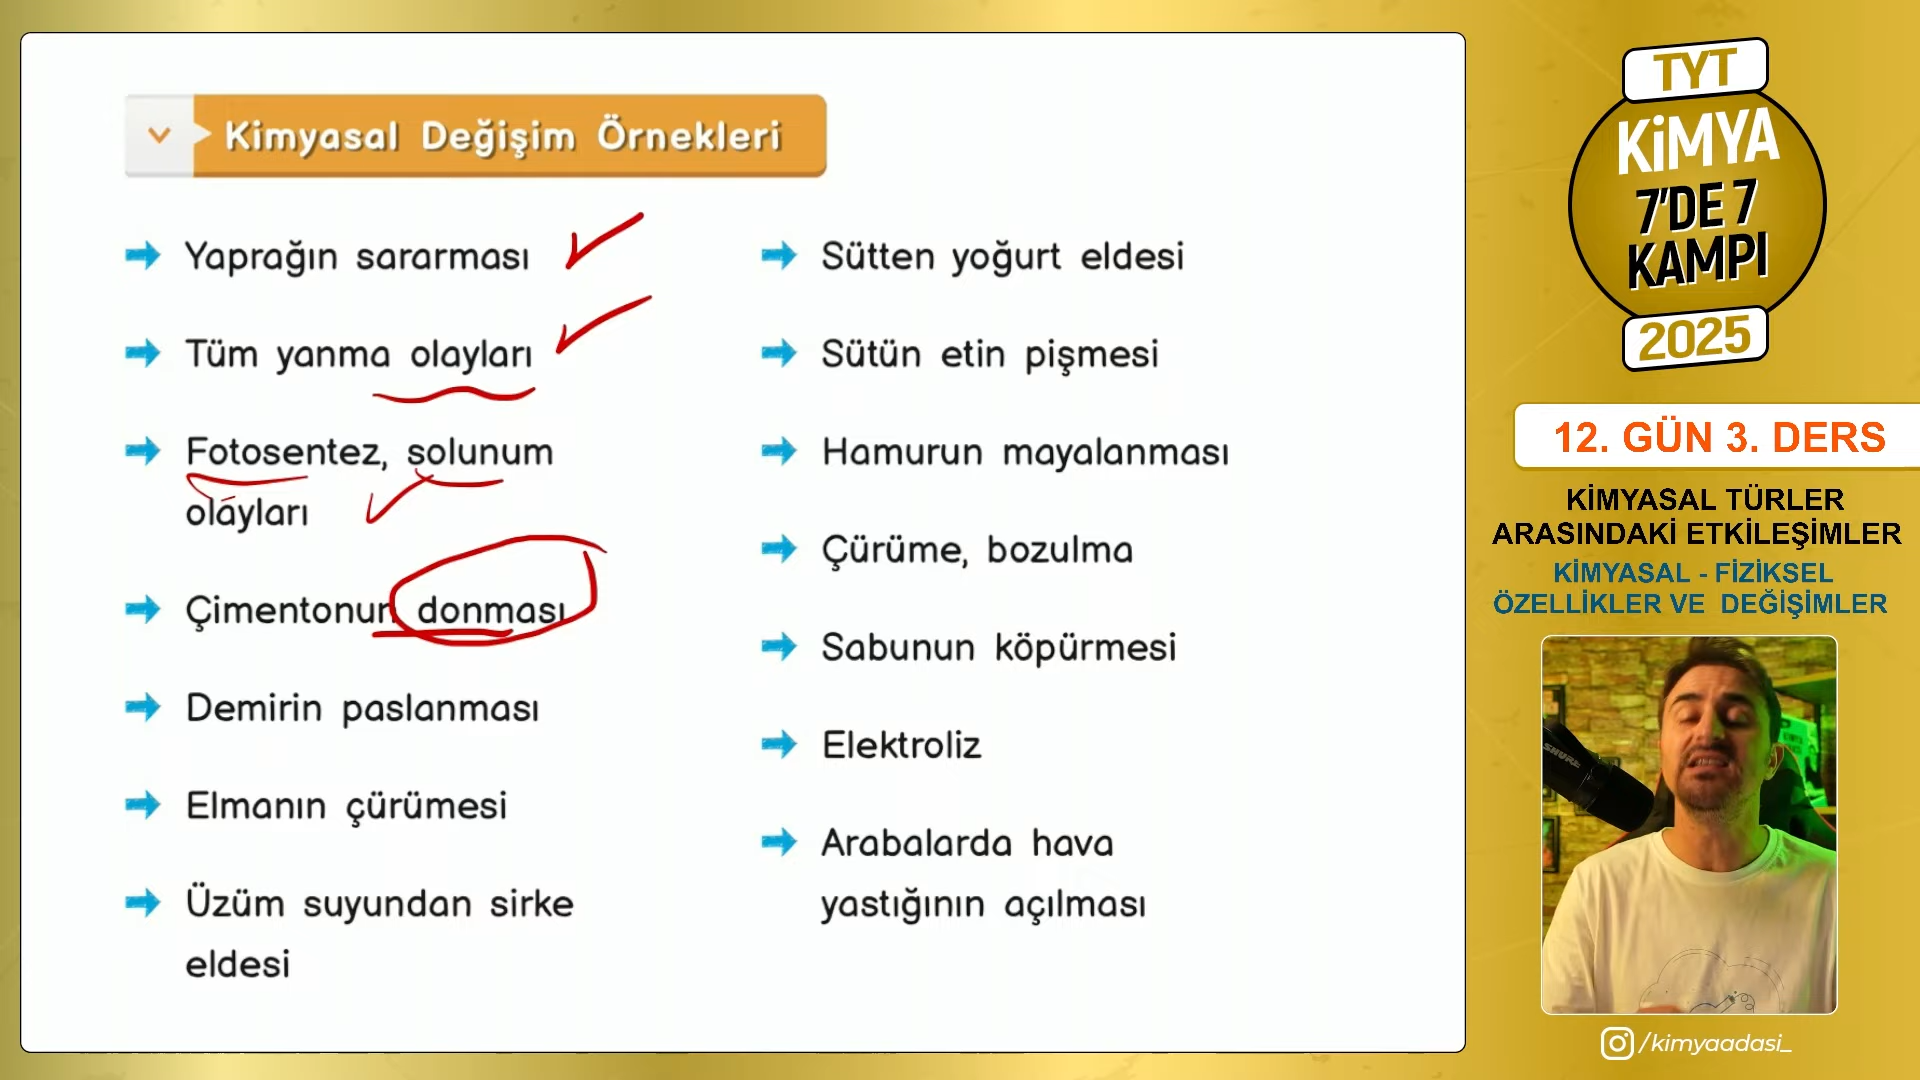 Kimyasal Değişim Örnekleri
Yaprağın sararması
Tüm yanma olayları
Fotosentez, solunum
olayları
Çimentonun donması
Demirin paslanması
Elmanın çürümesi
Üzüm suyundan sirke
eldesi
Sütten yoğurt eldesi
Sütün etin pişmesi
Hamurun mayalanması
Çürüme, bozulma
Sabunun köpürmesi
Elektroliz
Arabalarda hava
yastığının açılması
TYT
KiMYA
7'DE 7
KAMPI
2025
12. GÜN 3. DERS
KİMYASAL TÜRLER
ARASINDAKİ ETKİLEŞİMLER
KİMYASAL - FİZİKSEL
ÖZELLİKLER VE DEĞİŞİMLER
SHURE
/kimyaadasi_